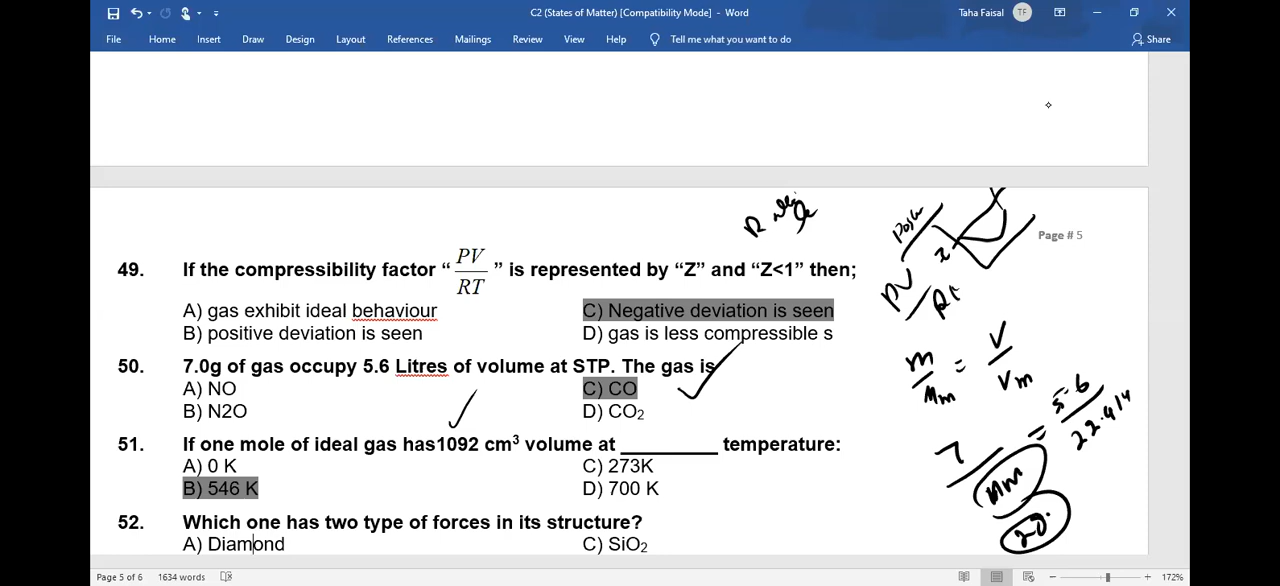 C2 (States of Matter) [Compatibility Mode] - Word
Taha Faisal TF
File Home Insert Draw Design Layout References Mailings Review View Help Tell me what you want to do Share
Page # 5
49. If the compressibility factor “PV/RT” is represented by “Z” and “Z<1” then;
A) gas exhibit ideal behaviour C) Negative deviation is seen
B) positive deviation is seen D) gas is less compressible s
PV/
m/Mm = V/Vm
50. 7.0g of gas occupy 5.6 Litres of volume at STP. The gas is
A) NO C) CO
B) N2O D) CO2
7/Mm = 5.6/22.414
28
51. If one mole of ideal gas has1092 cm3 volume at ________ temperature:
A) 0 K C) 273K
B) 546 K D) 700 K
52. Which one has two type of forces in its structure?
A) Diamond C) SiO2
Page 5 of 6 1634 words 172%